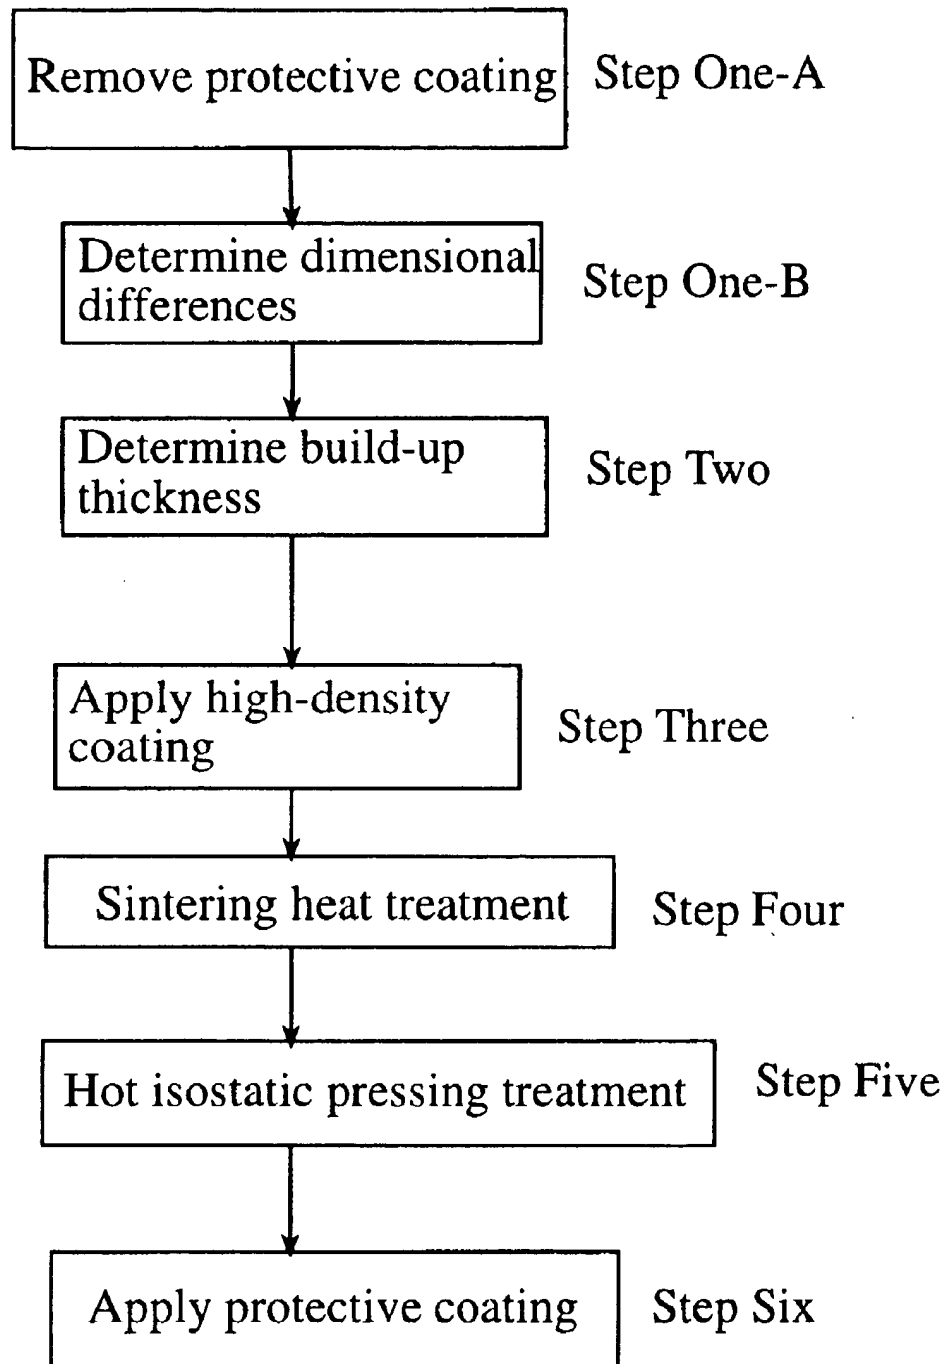 Remove protective coating
Step One-A
Determine dimensional
differences
Step One-B
Determine build-up
thickness
Step Two
Apply high-density
coating
Step Three
Sintering heat treatment
Step Four
Hot isostatic pressing treatment
Step Five
Apply protective coating
Step Six